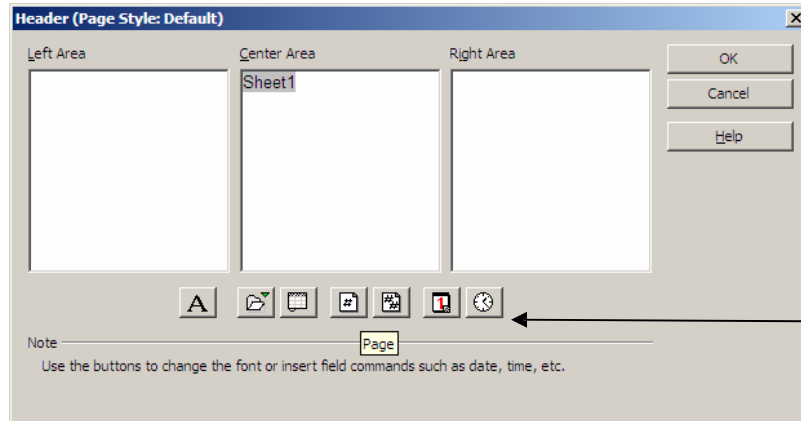 Header (Page Style: Default)
Left Area Center Area Right Area
OK
Sheet1
Cancel
Help
A # 1
Page
Note
Use the buttons to change the font or insert field commands such as date, time, etc.